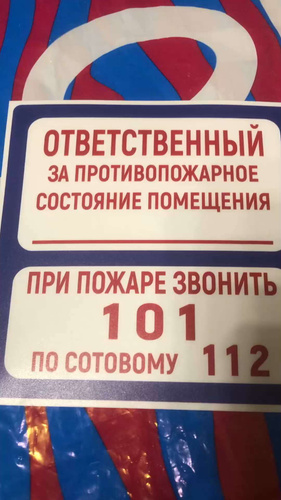 ОТВЕТСТВЕННЫЙ
ЗА ПРОТИВОПОЖАРНОЕ
СОСТОЯНИЕ ПОМЕЩЕНИЯ
ПРИ ПОЖАРЕ ЗВОНИТЬ
101
ПО СОТОВОМУ 112